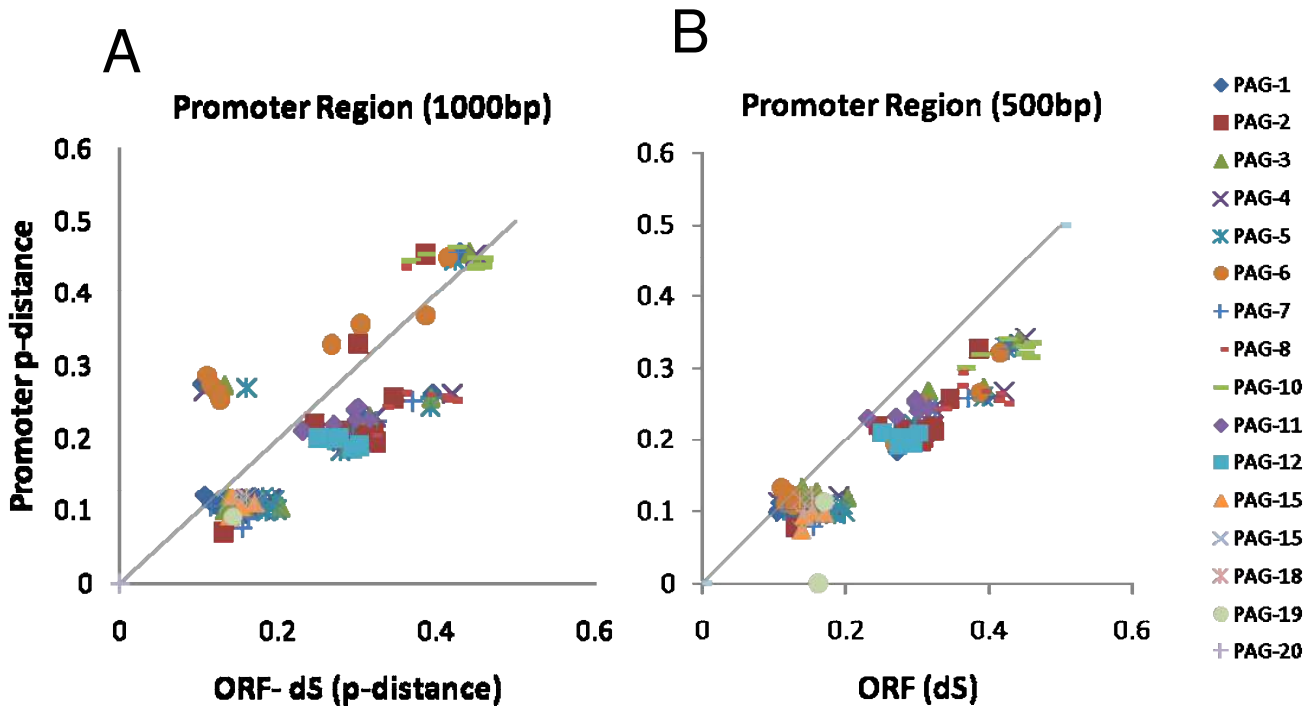 A
B
Promoter Region (1000bp)
Promoter Region (500bp)
Promoter p-distance
0.6
0.5
0.4
0.3
0.2
0.1
0
0
0.2
0.4
0.6
ORF- dS (p-distance)
0.6
0.5
0.4
0.3
0.2
0.1
0
0
0.2
0.4
0.6
ORF (dS)
PAG-1
PAG-2
PAG-3
PAG-4
PAG-5
PAG-6
PAG-7
PAG-8
PAG-10
PAG-11
PAG-12
PAG-15
PAG-15
PAG-18
PAG-19
PAG-20